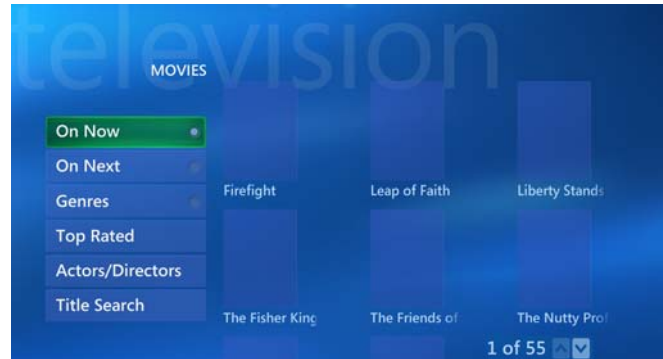 television
MOVIES
On Now
On Next
Genres
Top Rated
Actors/Directors
Title Search
Firefight
Leap of Faith
Liberty Stands
The Fisher King
The Friends of
The Nutty Prof
1 of 55